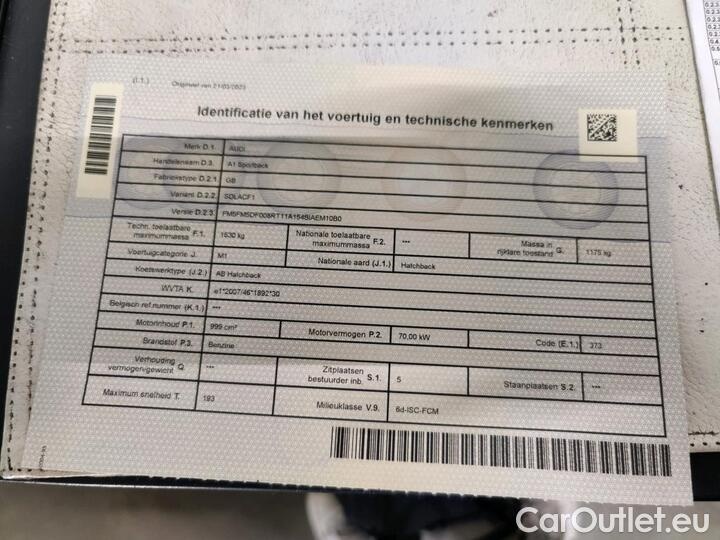 (I.1.) Origineel van 21/03/2023
Identificatie van het voertuig en technische kenmerken
Merk D.1. AUDI
Handelsnaam D.3. A1 Sportback
Fabriekstype D.2.1. GB
Variant D.2.2. SDLACF1
Versie D.2.3. FM5FM5DF008RT11A1548IAEM10B0
Techn. toelaatbare maximummassa F.1. 1630 kg Nationale toelaatbare maximummassa F.2. --- Massa in rijklare toestand G. 1175 kg
Voertuigcategorie J. M1 Nationale aard (J.1.) Hatchback
Koetswerktype (J.2.) AB Hatchback
WVTA K. e1*2007/46*1892*30
Belgisch ref.nummer (K.1.) ---
Motorinhoud P.1. 999 cm³ Motorvermogen P.2. 70,00 kW Code (E.1.) 373
Brandstof P.3. Benzine
Verhouding vermogen/gewicht Q. --- Zitplaatsen bestuurder inb. S.1. 5 Staanplaatsen S.2. ---
Maximum snelheid T. 193 Milieuklasse V.9. 6d-ISC-FCM
CarOutlet.eu